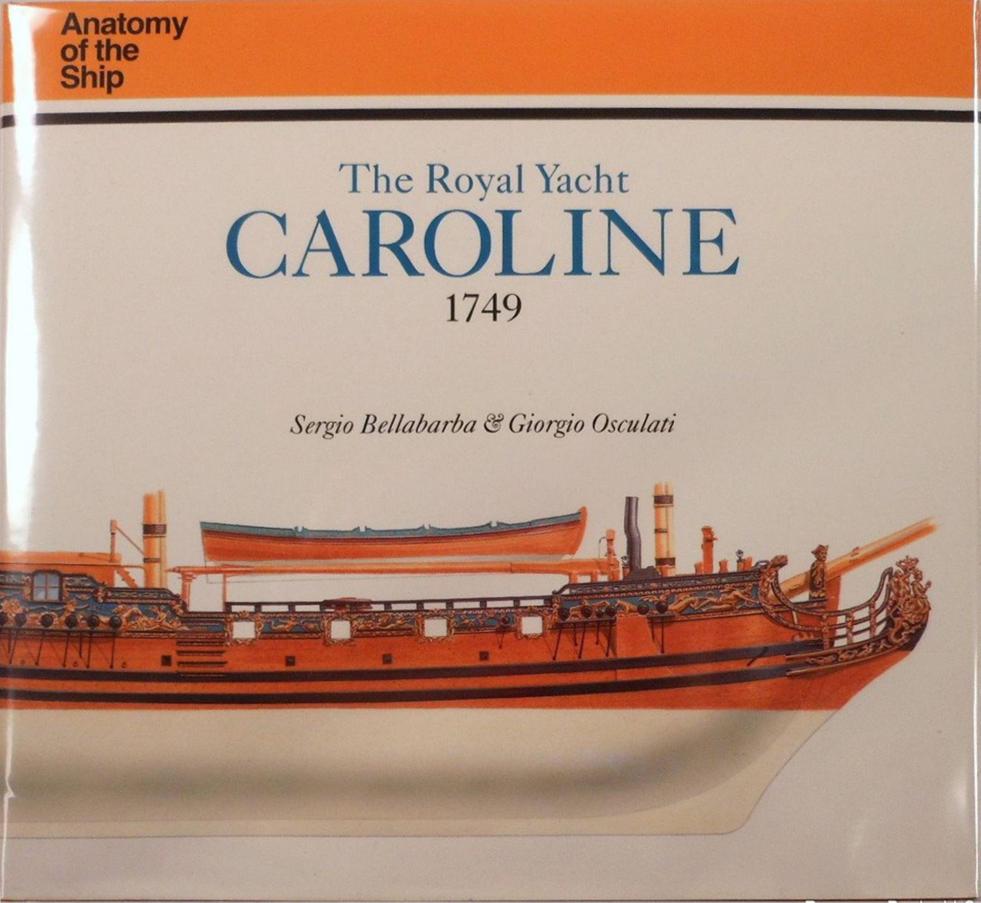 Anatomy
of the
Ship
The Royal Yacht
CAROLINE
1749
Sergio Bellabarba & Giorgio Osculati